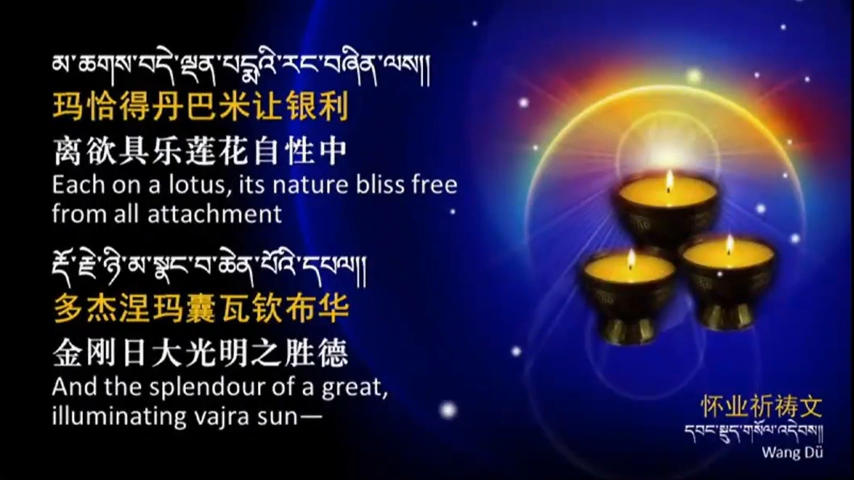 མ་ཆགས་བདེ་ལྡན་པདྨའི་རང་བཞིན་ལས༎
玛恰得丹巴米让银利
离欲具乐莲花自性中
Each on a lotus, its nature bliss free
from all attachment
རྡོ་རྗེ་ཉི་མ་སྣང་བ་ཆེན་པོའི་དཔལ༎
多杰涅玛囊瓦钦布华
金刚日大光明之胜德
And the splendour of a great,
illuminating vajra sun—
怀业祈祷文
དབང་སྡུད་གསོལ་འདེབས༎
Wang Dü